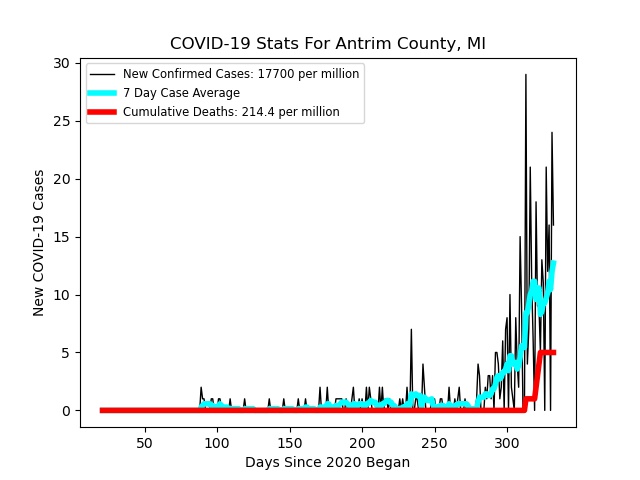 COVID-19 Stats For Antrim County, MI
New Confirmed Cases: 17700 per million
7 Day Case Average
Cumulative Deaths: 214.4 per million
30
25
20
15
10
5
0
New COVID-19 Cases
50 100 150 200 250 300
Days Since 2020 Began